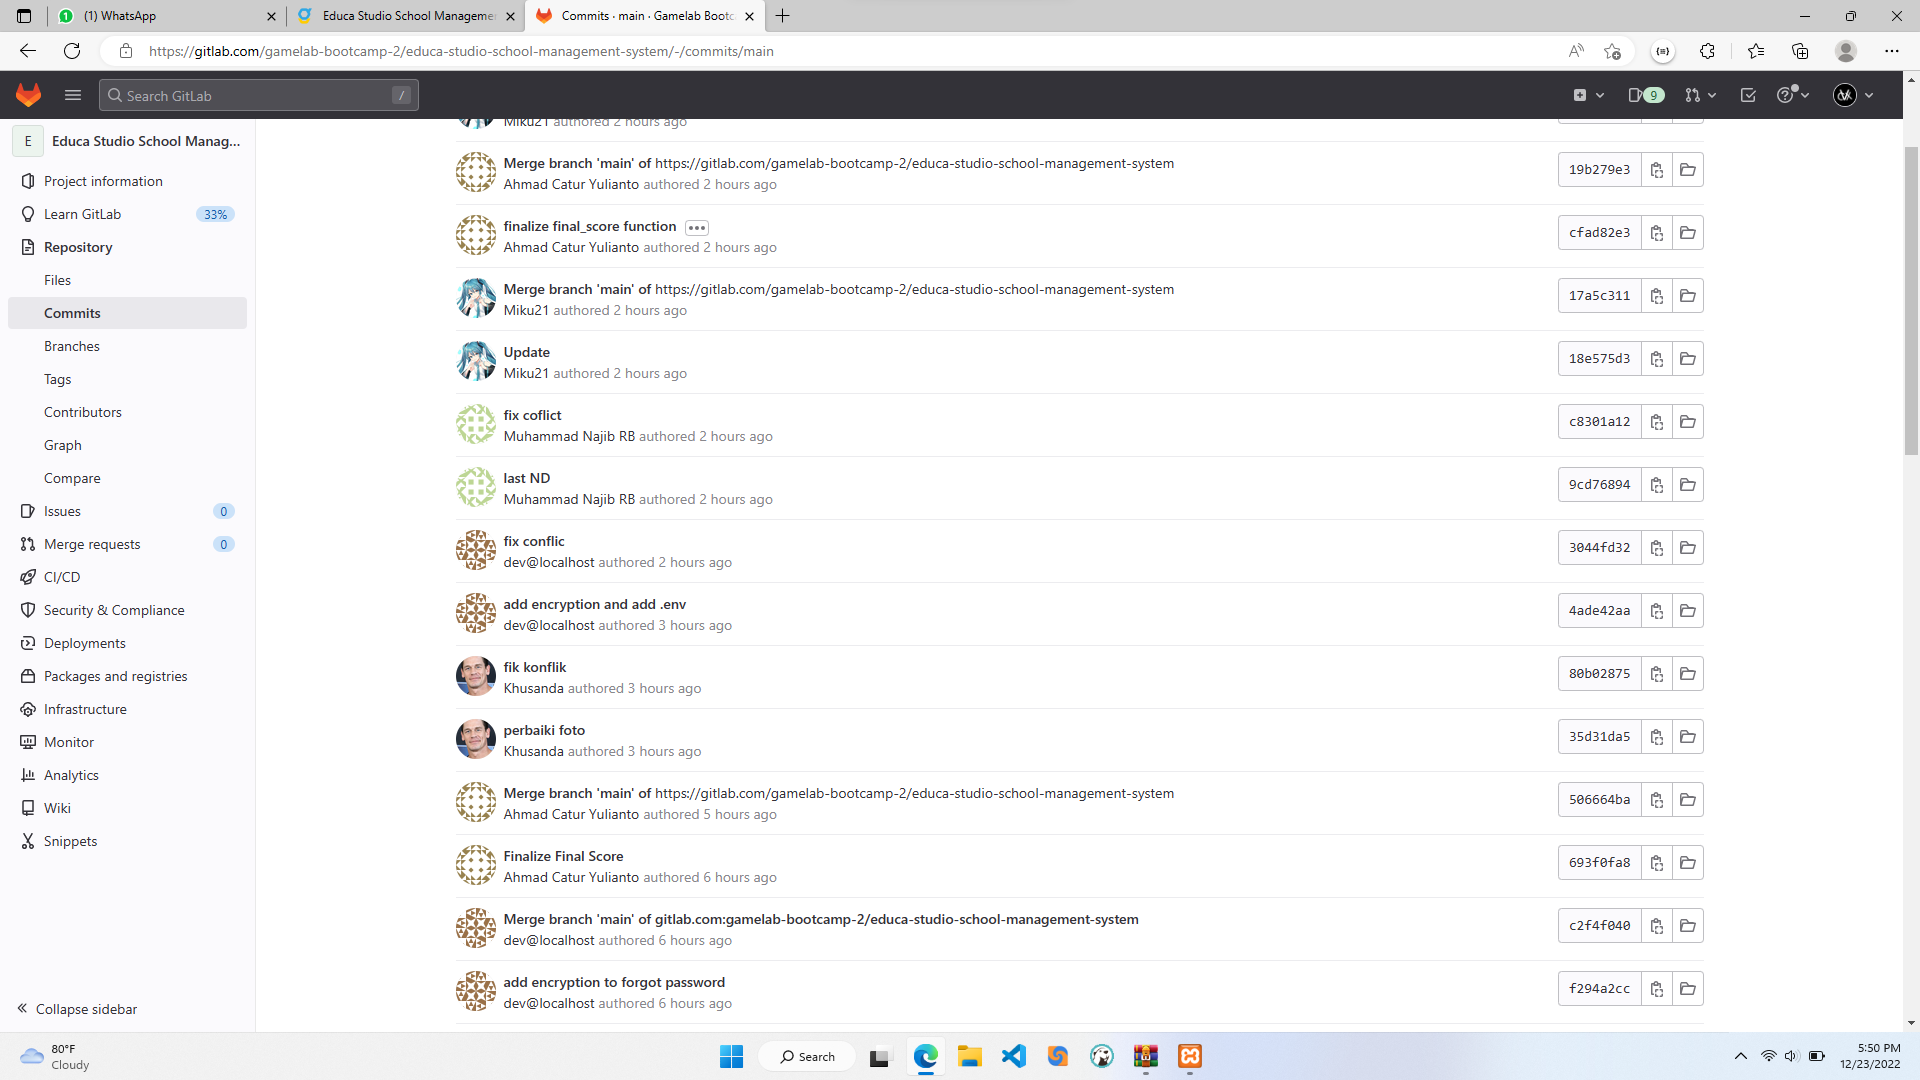 (1) WhatsApp
Educa Studio School Managemen
Commits · main · Gamelab Bootc
https://gitlab.com/gamelab-bootcamp-2/educa-studio-school-management-system/-/commits/main
Search GitLab
/
9
E
Educa Studio School Manag...
Project information
Learn GitLab
33%
Repository
Files
Commits
Branches
Tags
Contributors
Graph
Compare
Issues
0
Merge requests
0
CI/CD
Security & Compliance
Deployments
Packages and registries
Infrastructure
Monitor
Analytics
Wiki
Snippets
Collapse sidebar
Miku21 authored 2 hours ago
Merge branch 'main' of https://gitlab.com/gamelab-bootcamp-2/educa-studio-school-management-system
Ahmad Catur Yulianto authored 2 hours ago
19b279e3
finalize final_score function
Ahmad Catur Yulianto authored 2 hours ago
cfad82e3
Merge branch 'main' of https://gitlab.com/gamelab-bootcamp-2/educa-studio-school-management-system
Miku21 authored 2 hours ago
17a5c311
Update
Miku21 authored 2 hours ago
18e575d3
fix coflict
Muhammad Najib RB authored 2 hours ago
c8301a12
last ND
Muhammad Najib RB authored 2 hours ago
9cd76894
fix conflic
dev@localhost authored 2 hours ago
3044fd32
add encryption and add .env
dev@localhost authored 3 hours ago
4ade42aa
fik konflik
Khusanda authored 3 hours ago
80b02875
perbaiki foto
Khusanda authored 3 hours ago
35d31da5
Merge branch 'main' of https://gitlab.com/gamelab-bootcamp-2/educa-studio-school-management-system
Ahmad Catur Yulianto authored 5 hours ago
506664ba
Finalize Final Score
Ahmad Catur Yulianto authored 6 hours ago
693f0fa8
Merge branch 'main' of gitlab.com:gamelab-bootcamp-2/educa-studio-school-management-system
dev@localhost authored 6 hours ago
c2f4f040
add encryption to forgot password
dev@localhost authored 6 hours ago
f294a2cc
80°F
Cloudy
Search
5:50 PM
12/23/2022